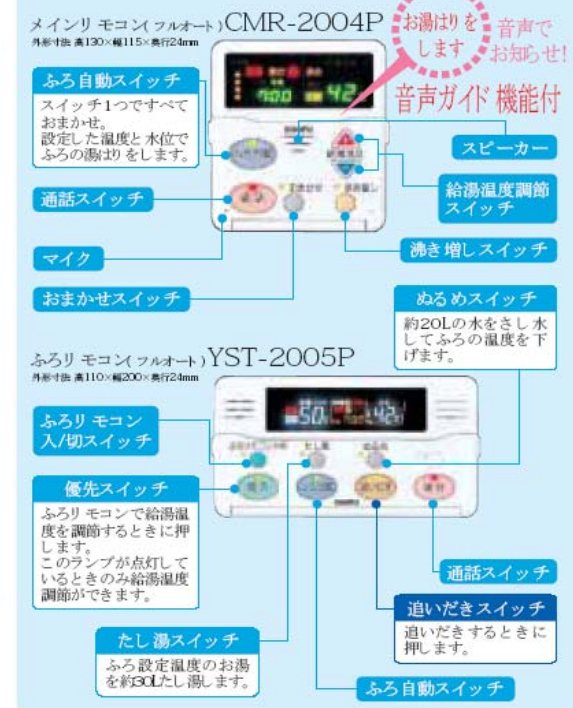 メインリモコン(フルオート)CMR-2004P
外形寸法 高130×幅115×奥行24mm
お湯はりを
します
音声で
お知らせ!
音声ガイド機能付
ふろ自動スイッチ
スイッチ1つですべて
おまかせ。
設定した温度と水位で
ふろの湯はりをします。
7:00 42
スピーカー
給湯温度調節
スイッチ
通話スイッチ
マイク
沸き増しスイッチ
おまかせスイッチ
ぬるめスイッチ
約20Lの水をさし水
してふろの温度を下
げます。
ふろリモコン(フルオート)YST-2005P
外形寸法 高110×幅200×奥行24mm
ふろリモコン
入/切スイッチ
優先スイッチ
ふろリモコンで給湯温
度を調節するときに押
します。
このランプが点灯して
いるときのみ給湯温度
調節ができます。
通話スイッチ
追いだきスイッチ
追いだきするときに
押します。
たし湯スイッチ
ふろ設定温度のお湯
を約30Lたし湯します。
ふろ自動スイッチ